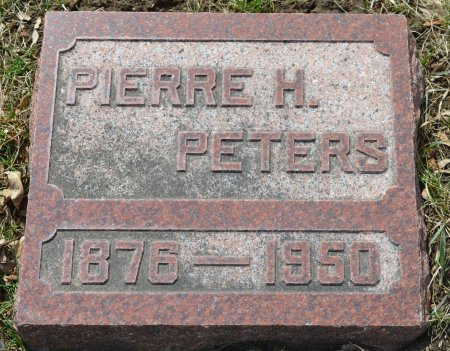 PIERRE H.
PETERS
1876 — 1950